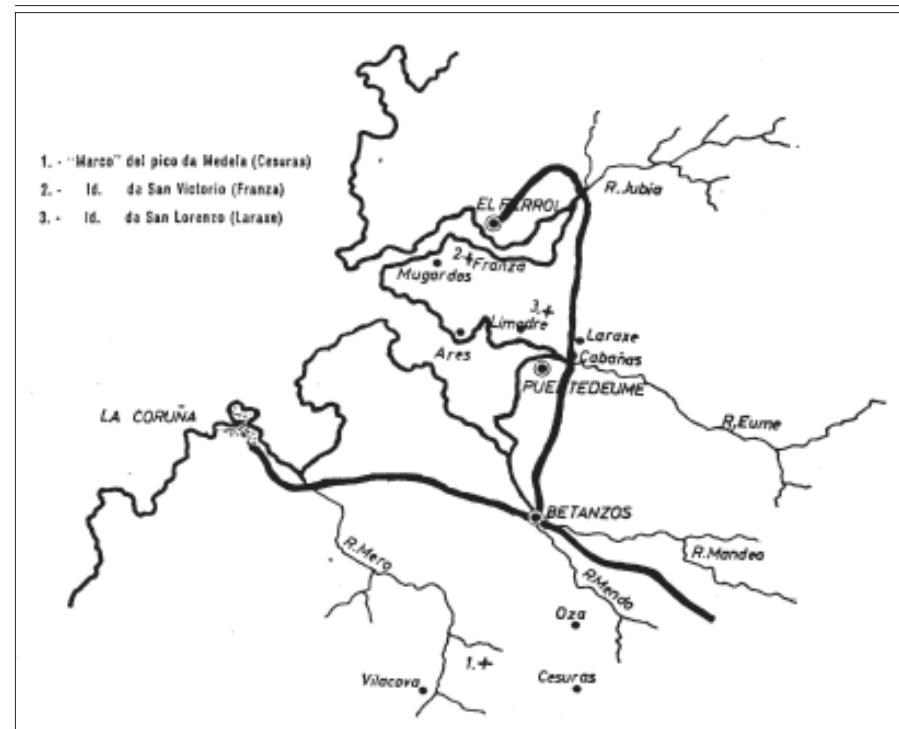 1.- "Marco" del pico da Medela (Cesuras)
2.- Id. da San Victorio (Franza)
3.- Id. da San Lorenzo (Laraxe)
R. Jubia
EL FERROL
2+ Franza
Mugardos
3.+
Limodre
Laraxe
Ares
Cabañas
PUENTEDEUME
LA CORUÑA
R. Eume
BETANZOS
R. Mandeo
R. Mero
R. Mendo
Oza
1.+
Vilacova
Cesuras